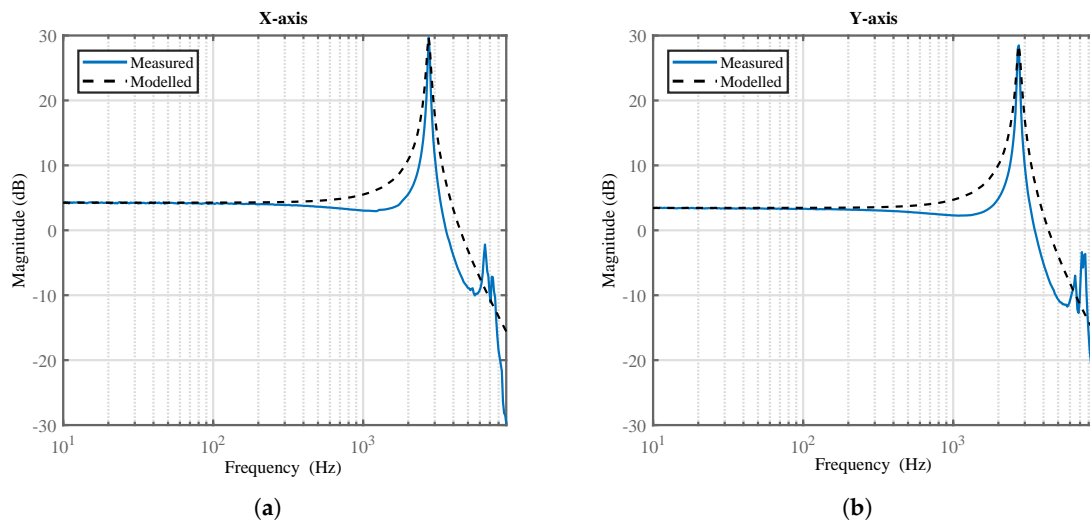 X-axis
Magnitude (dB)
30
20
10
0
-10
-20
-30
Measured
Modelled
10^1
10^2
10^3
Frequency (Hz)
(a)
Y-axis
Magnitude (dB)
30
20
10
0
-10
-20
-30
Measured
Modelled
10^1
10^2
10^3
Frequency (Hz)
(b)